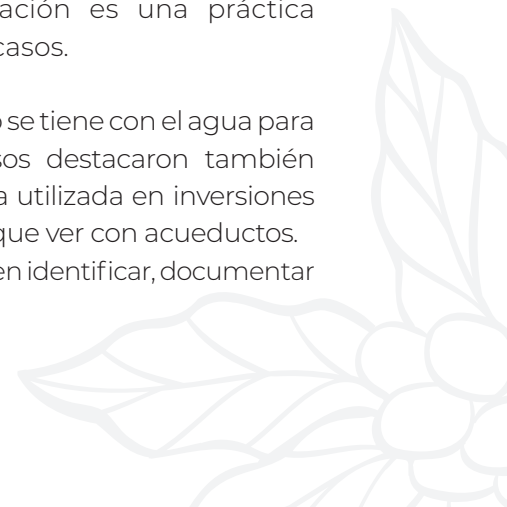 ación es una práctica
casos.
se tiene con el agua para
sos destacaron también
a utilizada en inversiones
que ver con acueductos.
en identificar, documentar